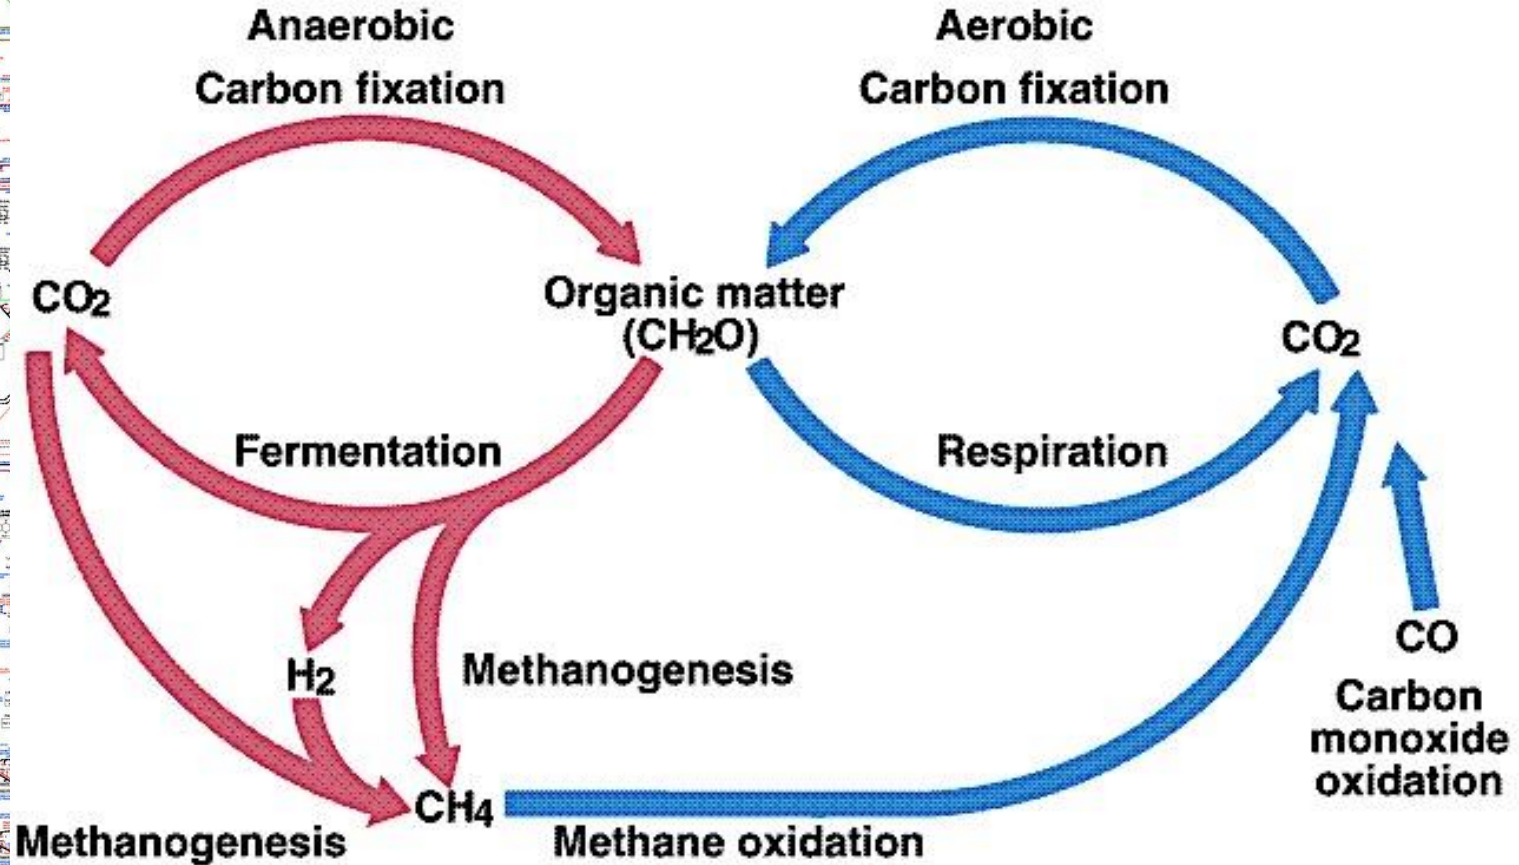 Anaerobic
Carbon fixation
Aerobic
Carbon fixation
CO2
Organic matter
(CH2O)
CO2
Fermentation
Respiration
H2
Methanogenesis
CO
Carbon
monoxide
oxidation
CH4
Methanogenesis
Methane oxidation